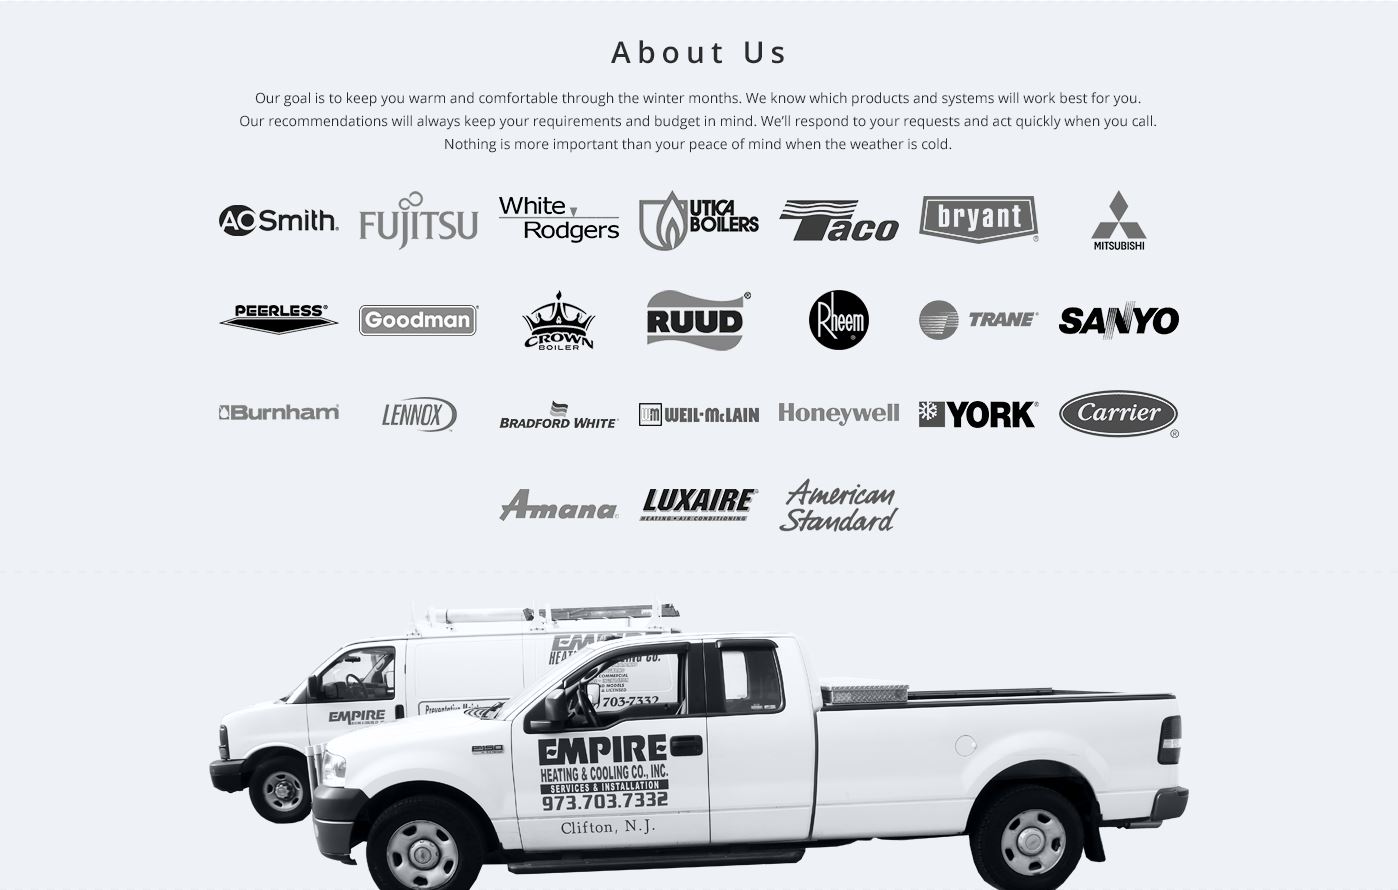 About Us
Our goal is to keep you warm and comfortable through the winter months. We know which products and systems will work best for you.
Our recommendations will always keep your requirements and budget in mind. We’ll respond to your requests and act quickly when you call.
Nothing is more important than your peace of mind when the weather is cold.
AO Smith®
FUJITSU
White
Rodgers
UTICA
BOILERS
Taco
bryant®
MITSUBISHI
PEERLESS®
Goodman®
CROWN
BOILER
RUUD®
Rheem®
TRANE®
SANYO
Burnham®
LENNOX
BRADFORD WHITE
WEIL-McLAIN
Honeywell
YORK®
Carrier®
Amana
LUXAIRE®
HEATING • AIR CONDITIONING
American
Standard
EMPIRE
CO.
COMMERCIAL
MODELS
& LICENSED
703-7332
EMPIRE
F150
EMPIRE
HEATING & COOLING CO., INC.
SERVICES & INSTALLATION
973.703.7332
Clifton, N.J.